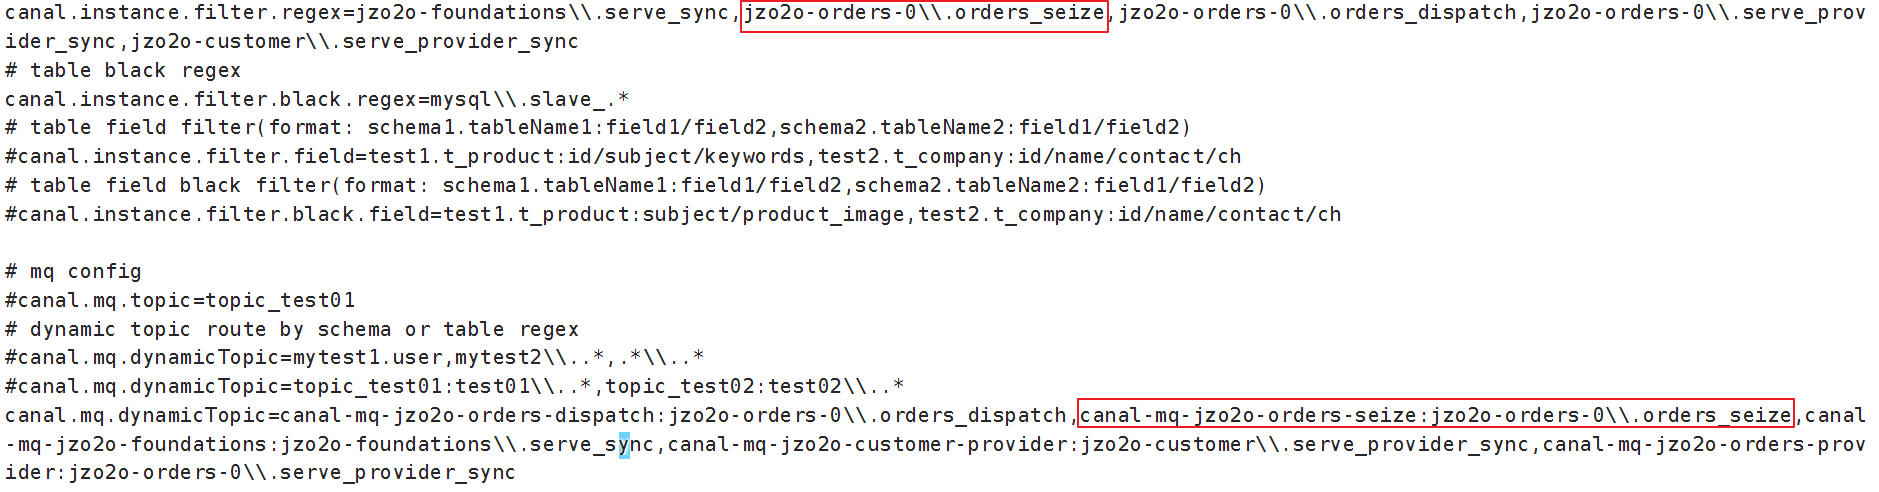 canal.instance.filter.regex=jzo2o-foundations\\.serve_sync,jzo2o-orders-0\\.orders_seize,jzo2o-orders-0\\.orders_dispatch,jzo2o-orders-0\\.serve_prov
ider_sync,jzo2o-customer\\.serve_provider_sync
# table black regex
canal.instance.filter.black.regex=mysql\\.slave_.*
# table field filter(format: schema1.tableName1:field1/field2,schema2.tableName2:field1/field2)
#canal.instance.filter.field=test1.t_product:id/subject/keywords,test2.t_company:id/name/contact/ch
# table field black filter(format: schema1.tableName1:field1/field2,schema2.tableName2:field1/field2)
#canal.instance.filter.black.field=test1.t_product:subject/product_image,test2.t_company:id/name/contact/ch
# mq config
#canal.mq.topic=topic_test01
# dynamic topic route by schema or table regex
#canal.mq.dynamicTopic=mytest1.user,mytest2\\..*,.*\\..*
#canal.mq.dynamicTopic=topic_test01:test01\\..*,topic_test02:test02\\..*
canal.mq.dynamicTopic=canal-mq-jzo2o-orders-dispatch:jzo2o-orders-0\\.orders_dispatch,canal-mq-jzo2o-orders-seize:jzo2o-orders-0\\.orders_seize,canal
-mq-jzo2o-foundations:jzo2o-foundations\\.serve_sync,canal-mq-jzo2o-customer-provider:jzo2o-customer\\.serve_provider_sync,canal-mq-jzo2o-orders-prov
ider:jzo2o-orders-0\\.serve_provider_sync